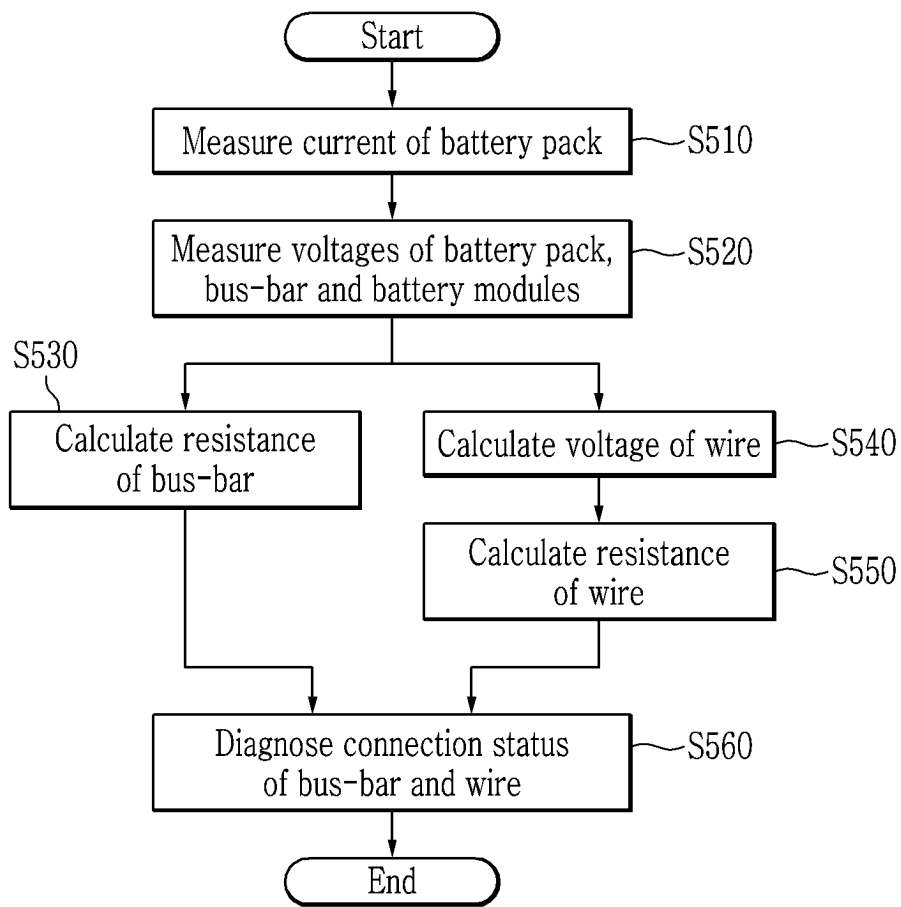 Start
Measure current of battery pack
S510
Measure voltages of battery pack,
bus-bar and battery modules
S520
S530
Calculate resistance
of bus-bar
Calculate voltage of wire
S540
Calculate resistance
of wire
S550
Diagnose connection status
of bus-bar and wire
S560
End